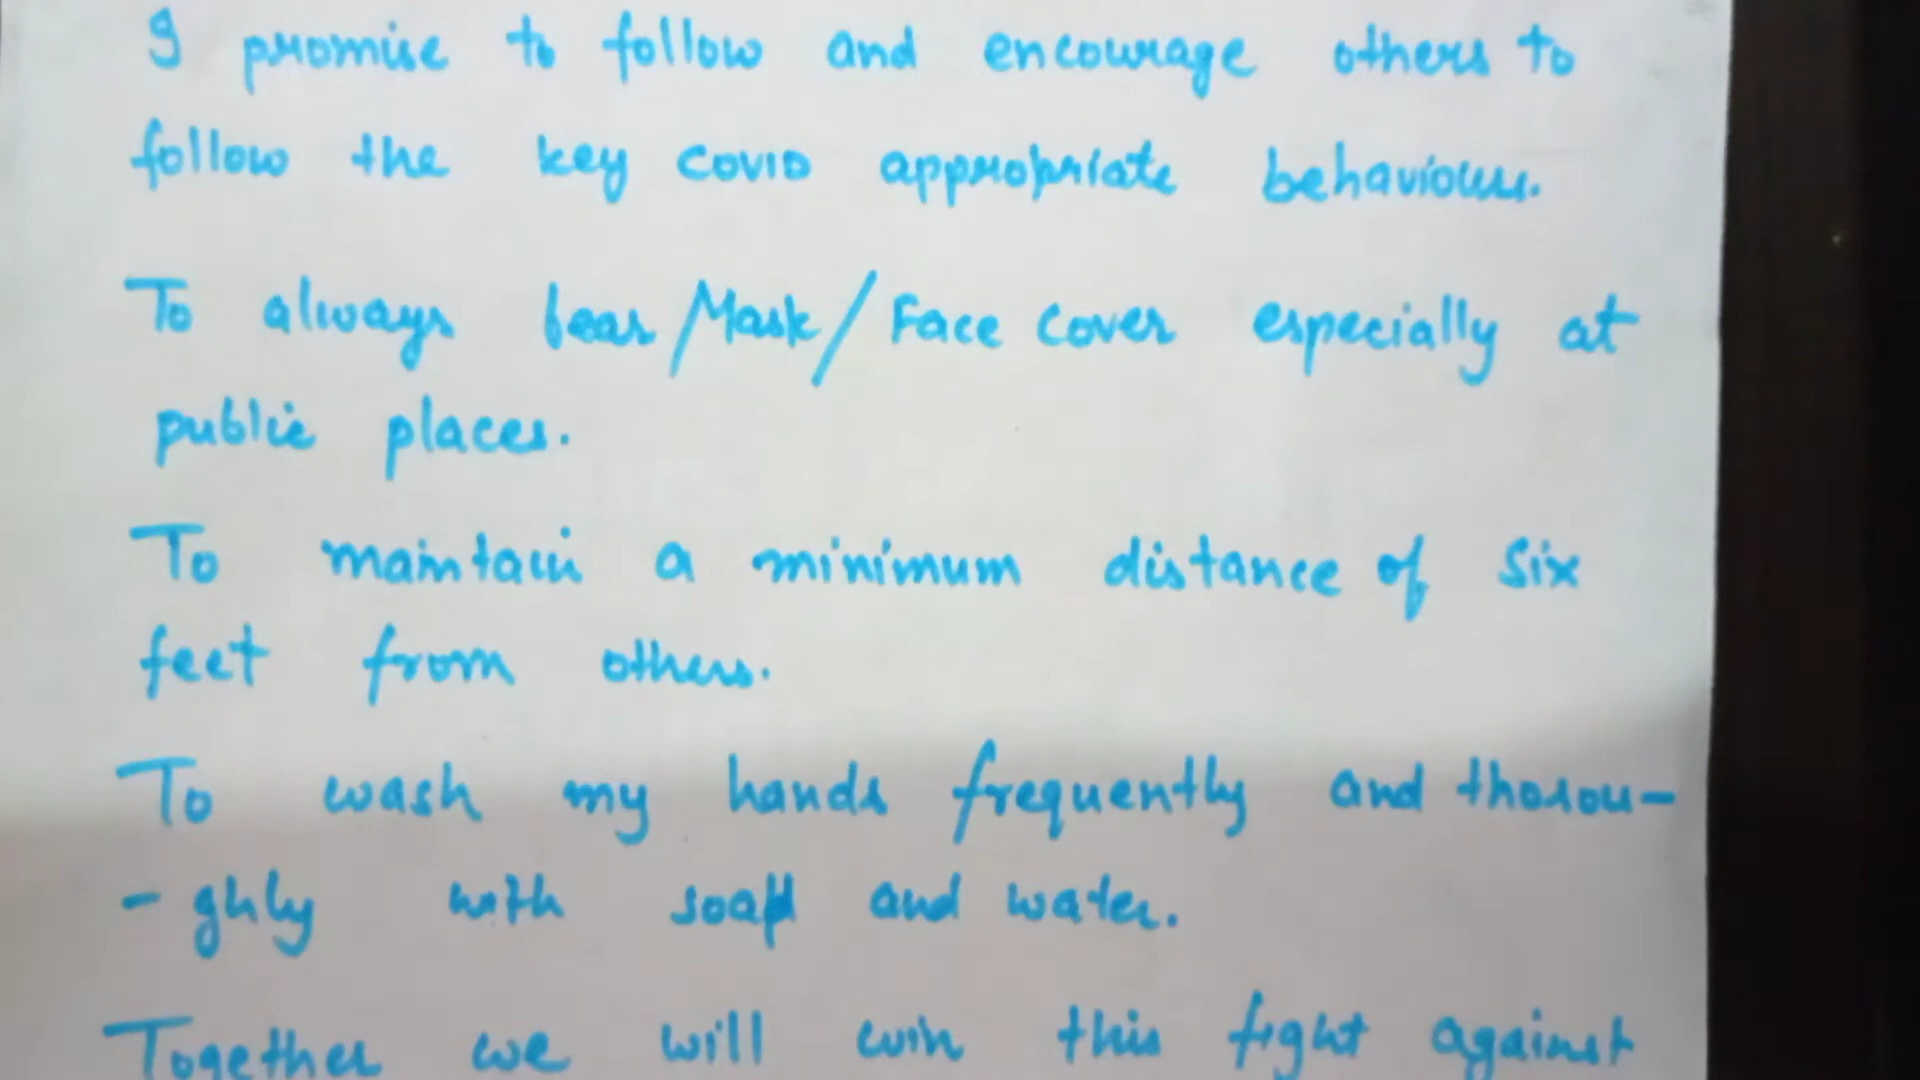 I promise to follow and encourage others to
follow the key COVID appropriate behaviour.
To always bear/Mask/Face cover especially at
public places.
To maintain a minimum distance of six
feet from others.
To wash my hands frequently and thorou-
-ghly with soap and water.
Together we will win this fight against